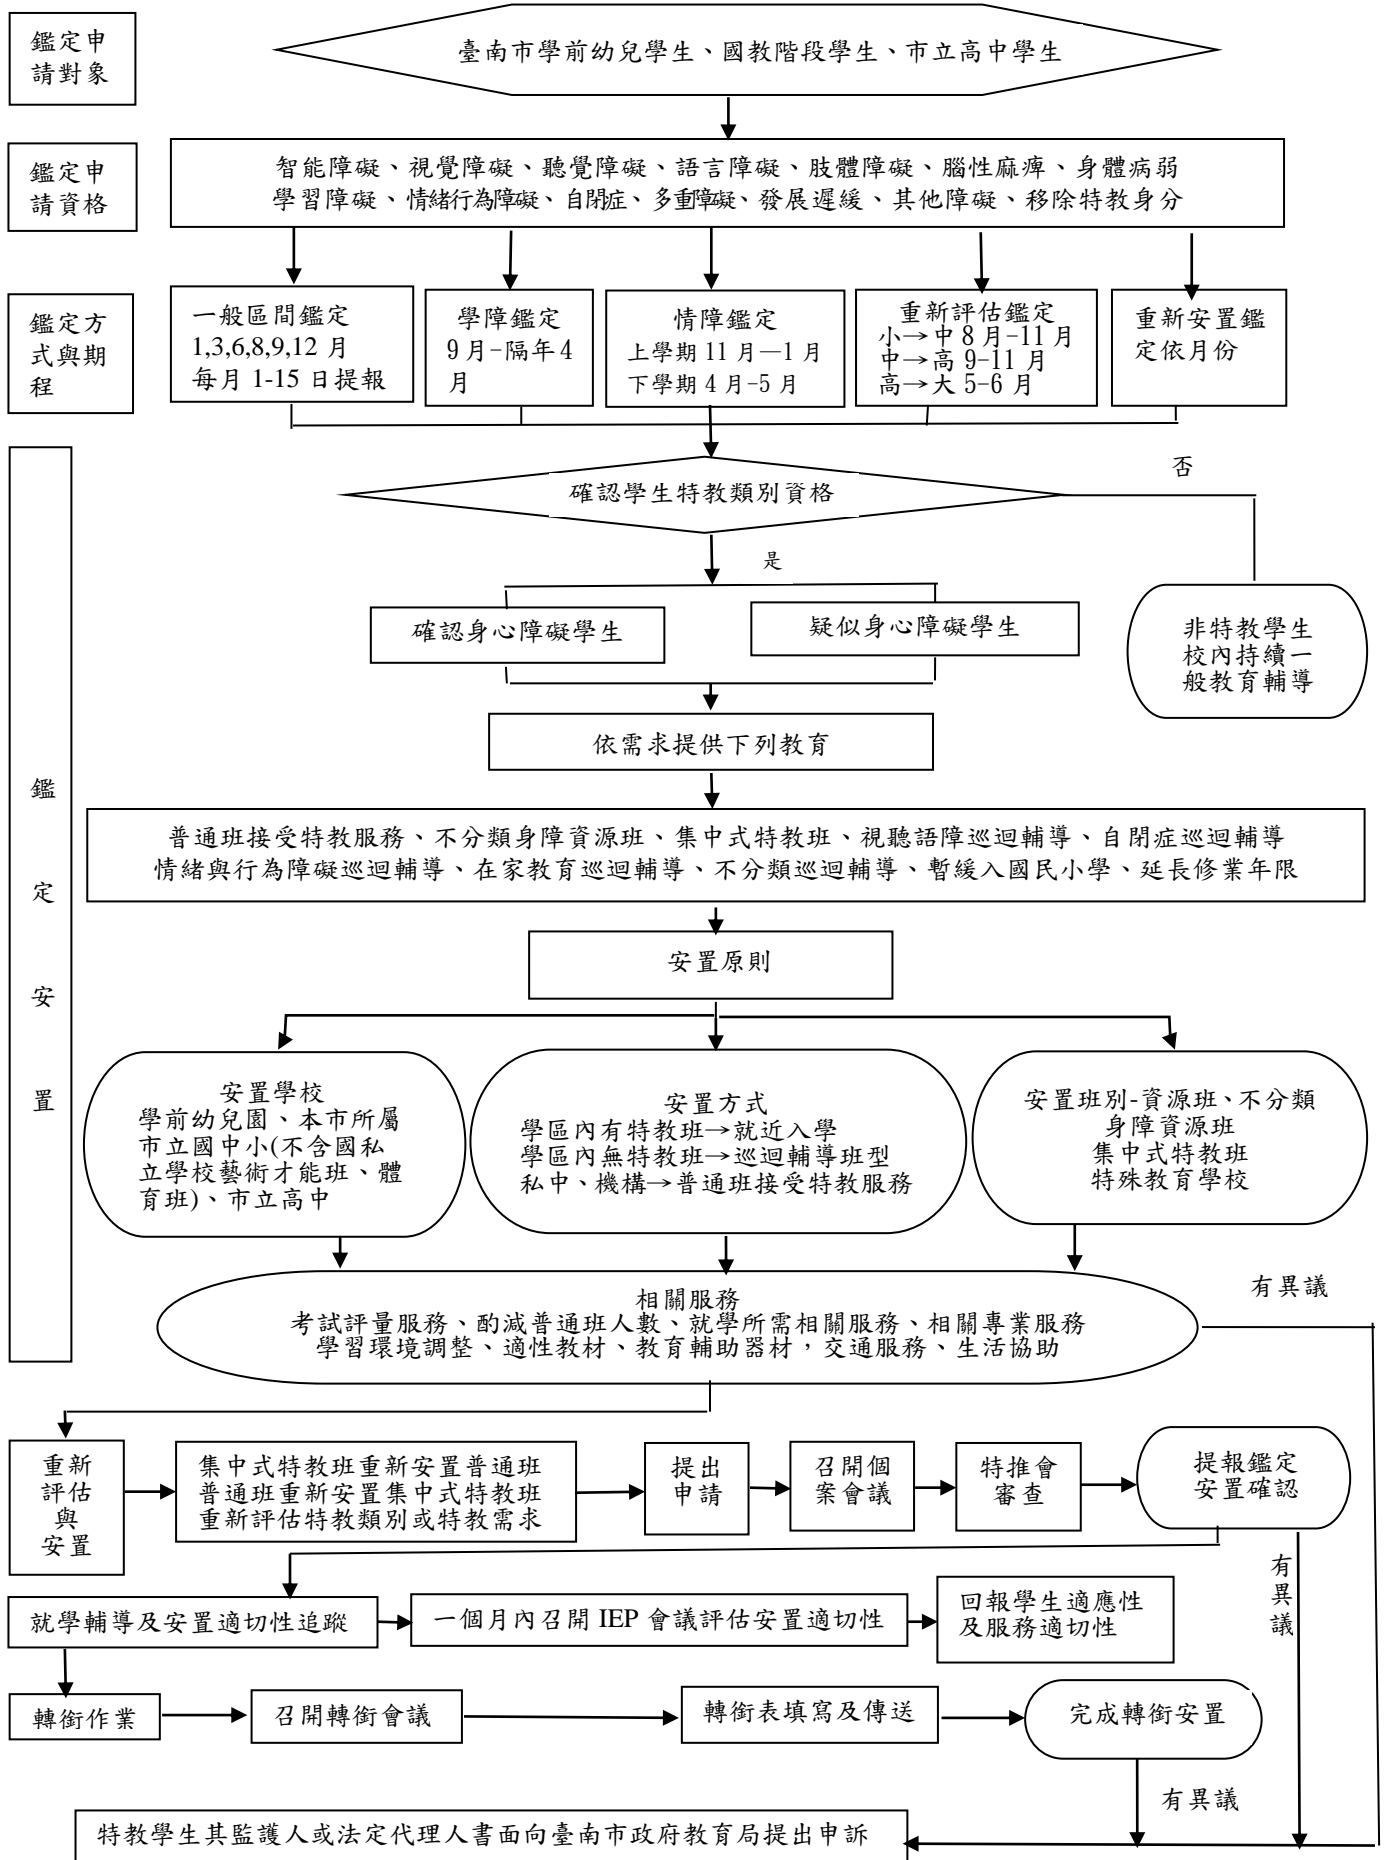 鑑定申
請對象
臺南市學前幼兒學生、國教階段學生、市立高中學生
鑑定申
請資格
智能障礙、視覺障礙、聽覺障礙、語言障礙、肢體障礙、腦性麻痺、身體病弱
學習障礙、情緒行為障礙、自閉症、多重障礙、發展遲緩、其他障礙、移除特教身分
鑑定方
式與期
程
一般區間鑑定
1,3,6,8,9,12 月
每月 1-15 日提報
學障鑑定
9 月-隔年 4
月
情障鑑定
上學期 11 月—1 月
下學期 4 月-5 月
重新評估鑑定
小→中 8 月-11 月
中→高 9-11 月
高→大 5-6 月
重新安置鑑
定依月份
鑑
定
安
置
確認學生特教類別資格
否
是
確認身心障礙學生
疑似身心障礙學生
非特教學生
校內持續一
般教育輔導
依需求提供下列教育
普通班接受特教服務、不分類身障資源班、集中式特教班、視聽語障巡迴輔導、自閉症巡迴輔導
情緒與行為障礙巡迴輔導、在家教育巡迴輔導、不分類巡迴輔導、暫緩入國民小學、延長修業年限
安置原則
安置學校
學前幼兒園、本市所屬
市立國中小(不含國私
立學校藝術才能班、體
育班)、市立高中
安置方式
學區內有特教班→就近入學
學區內無特教班→巡迴輔導班型
私中、機構→普通班接受特教服務
安置班別-資源班、不分類
身障資源班
集中式特教班
特殊教育學校
相關服務
考試評量服務、酌減普通班人數、就學所需相關服務、相關專業服務
學習環境調整、適性教材、教育輔助器材，交通服務、生活協助
有異議
重新
評估
與
安置
集中式特教班重新安置普通班
普通班重新安置集中式特教班
重新評估特教類別或特教需求
提出
申請
召開個
案會議
特推會
審查
提報鑑定
安置確認
有
異
議
就學輔導及安置適切性追蹤
一個月內召開 IEP 會議評估安置適切性
回報學生適應性
及服務適切性
轉銜作業
召開轉銜會議
轉銜表填寫及傳送
完成轉銜安置
有異議
特教學生其監護人或法定代理人書面向臺南市政府教育局提出申訴